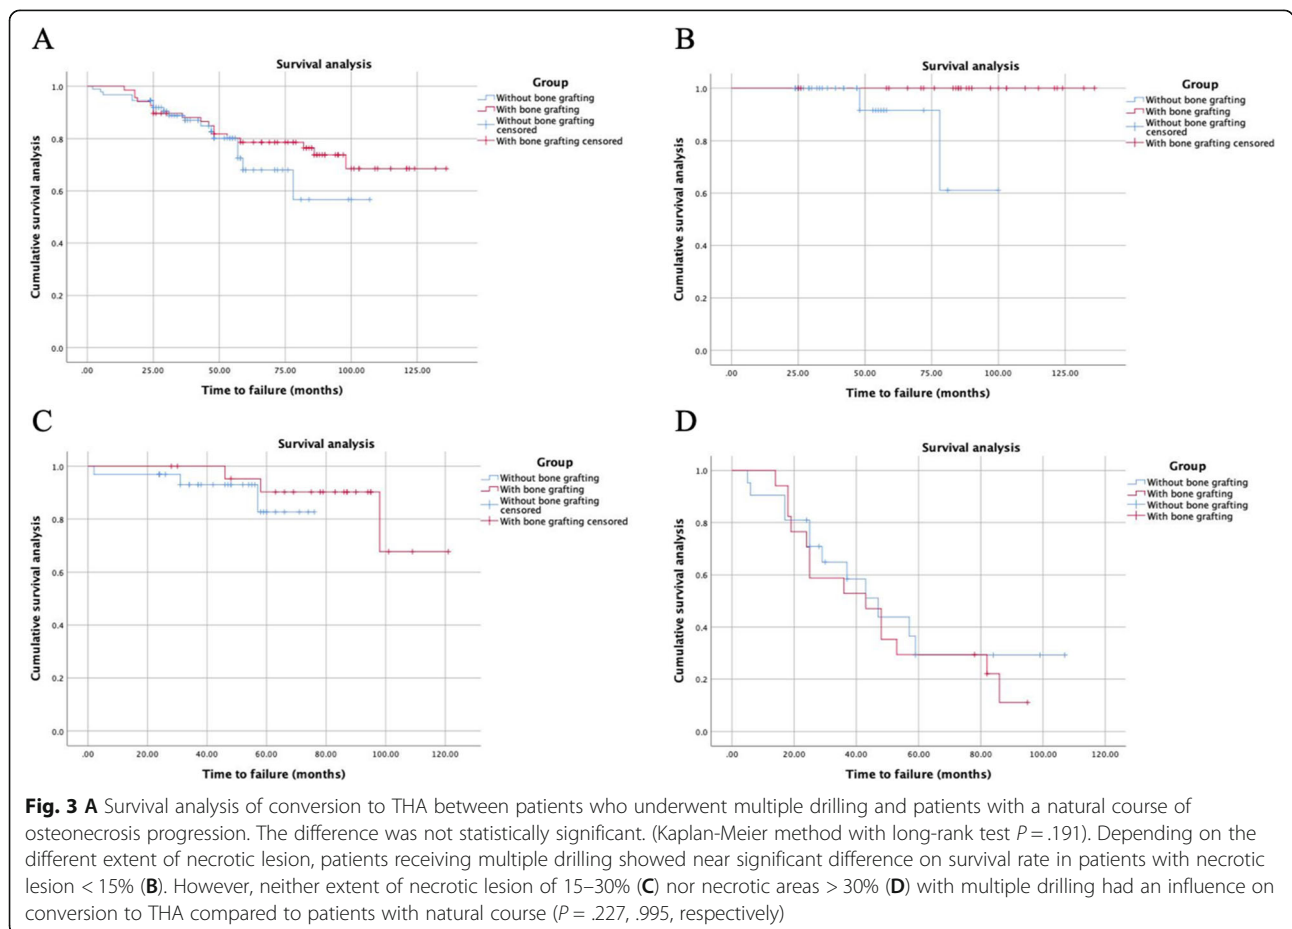 A
Survival analysis
Group
Without bone grafting
With bone grafting
Without bone grafting
censored
With bone grafting censored
Cumulative survival analysis
1.0
0.8
0.6
0.4
0.2
0.0
.00 25.00 50.00 75.00 100.00 125.00
Time to failure (months)
B
Survival analysis
Group
Without bone grafting
With bone grafting
Without bone grafting
censored
With bone grafting censored
Cumulative survival analysis
1.0
0.8
0.6
0.4
0.2
0.0
.00 25.00 50.00 75.00 100.00 125.00
Time to failure (months)
C
Survival analysis
Group
Without bone grafting
With bone grafting
Without bone grafting
censored
With bone grafting censored
Cumulative survival analysis
1.0
0.8
0.6
0.4
0.2
0.0
.00 20.00 40.00 60.00 80.00 100.00 120.00
Time to failure (months)
D
Survival analysis
Group
Without bone grafting
With bone grafting
Without bone grafting
With bone grafting
Cumulative survival analysis
1.0
0.8
0.6
0.4
0.2
0.0
.00 20.00 40.00 60.00 80.00 100.00 120.00
Time to failure (months)
Fig. 3 A Survival analysis of conversion to THA between patients who underwent multiple drilling and patients with a natural course of
osteonecrosis progression. The difference was not statistically significant. (Kaplan-Meier method with long-rank test P = .191). Depending on the
different extent of necrotic lesion, patients receiving multiple drilling showed near significant difference on survival rate in patients with necrotic
lesion < 15% (B). However, neither extent of necrotic lesion of 15–30% (C) nor necrotic areas > 30% (D) with multiple drilling had an influence on
conversion to THA compared to patients with natural course (P = .227, .995, respectively)